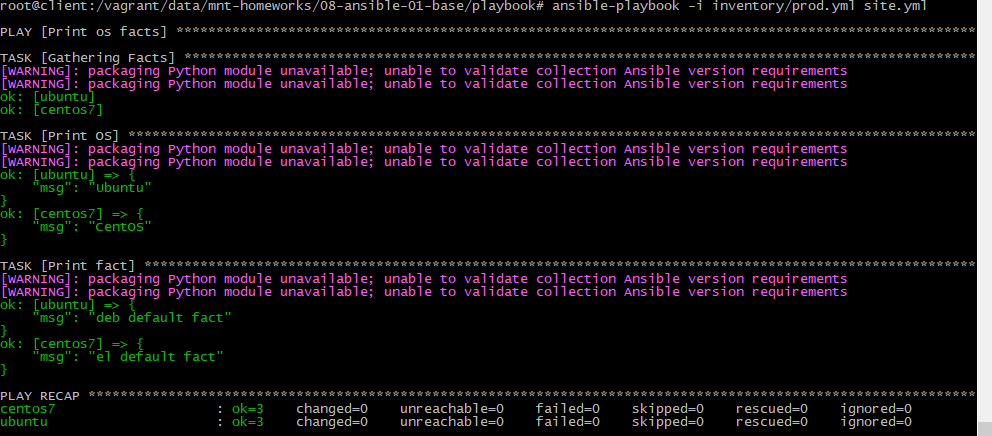 root@client:/vagrant/data/mnt-homeworks/08-ansible-01-base/playbook# ansible-playbook -i inventory/prod.yml site.yml
PLAY [Print os facts] ****************************************************************************************************
TASK [Gathering Facts] ***************************************************************************************************
[WARNING]: packaging Python module unavailable; unable to validate collection Ansible version requirements
[WARNING]: packaging Python module unavailable; unable to validate collection Ansible version requirements
ok: [ubuntu]
ok: [centos7]
TASK [Print OS] **********************************************************************************************************
[WARNING]: packaging Python module unavailable; unable to validate collection Ansible version requirements
[WARNING]: packaging Python module unavailable; unable to validate collection Ansible version requirements
ok: [ubuntu] => {
    "msg": "Ubuntu"
}
ok: [centos7] => {
    "msg": "CentOS"
}
TASK [Print fact] ********************************************************************************************************
[WARNING]: packaging Python module unavailable; unable to validate collection Ansible version requirements
[WARNING]: packaging Python module unavailable; unable to validate collection Ansible version requirements
ok: [ubuntu] => {
    "msg": "deb default fact"
}
ok: [centos7] => {
    "msg": "el default fact"
}
PLAY RECAP ***************************************************************************************************************
centos7                    : ok=3    changed=0    unreachable=0    failed=0    skipped=0    rescued=0    ignored=0
ubuntu                     : ok=3    changed=0    unreachable=0    failed=0    skipped=0    rescued=0    ignored=0